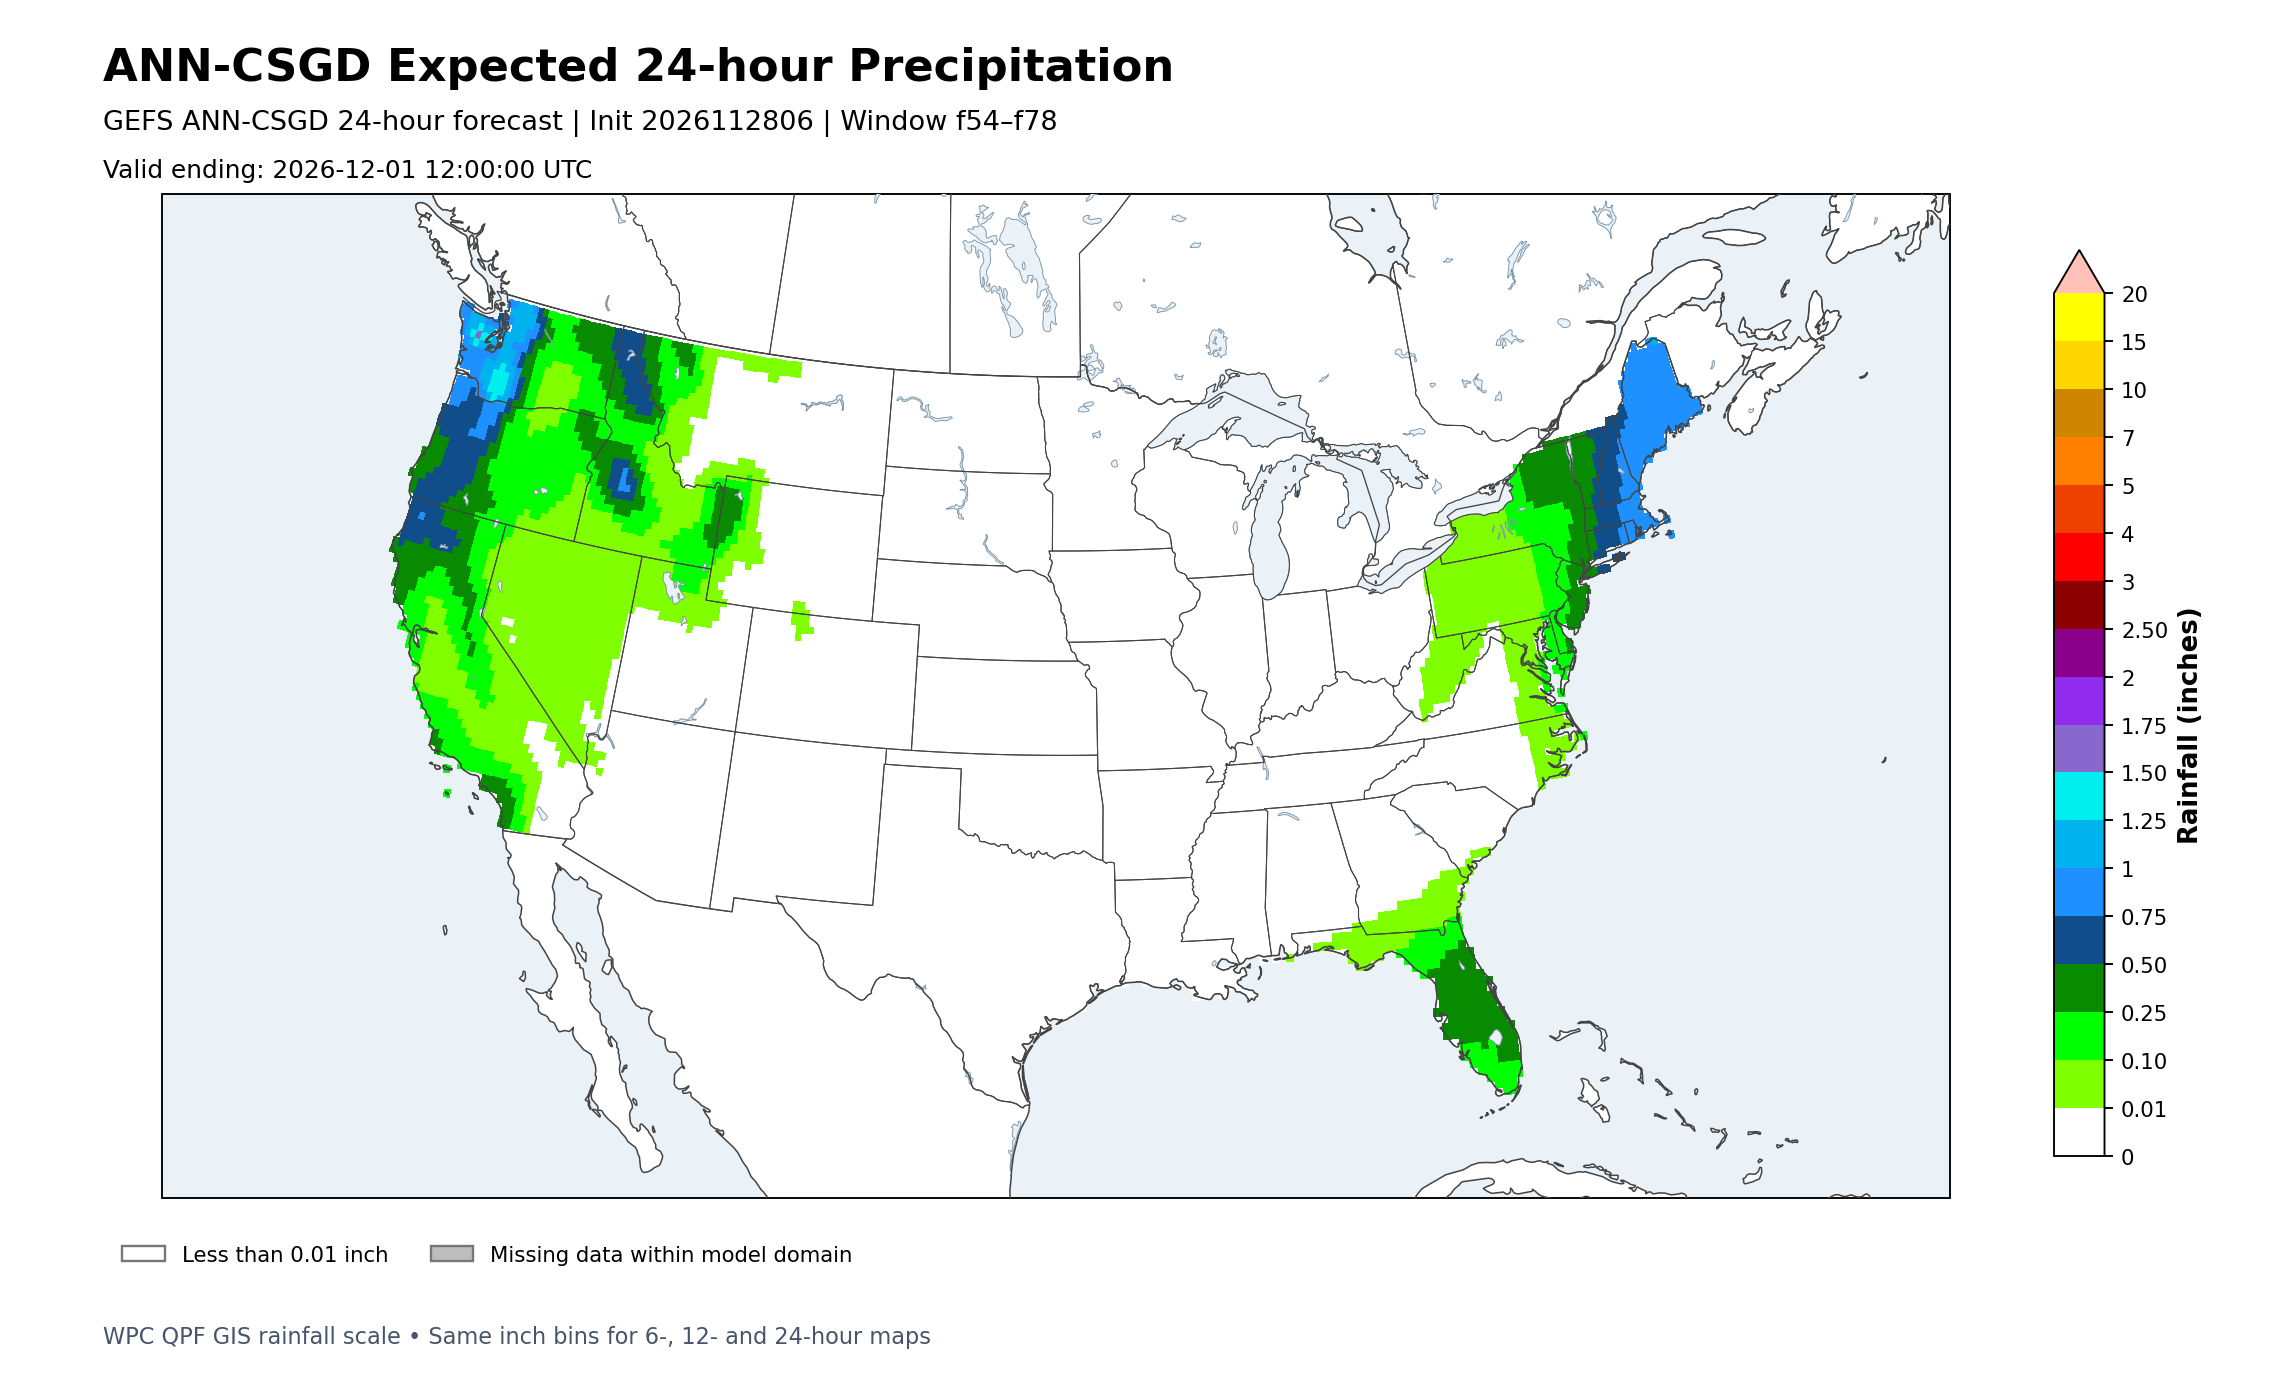 ANN-CSGD Expected 24-hour Precipitation
GEFS ANN-CSGD 24-hour forecast | Init 2026112806 | Window f54–f78
Valid ending: 2026-12-01 12:00:00 UTC
20
15
10
7
5
4
3
2.50
2
1.75
1.50
1.25
1
0.75
0.50
0.25
0.10
0.01
0
Rainfall (inches)
Less than 0.01 inch
Missing data within model domain
WPC QPF GIS rainfall scale • Same inch bins for 6-, 12- and 24-hour maps